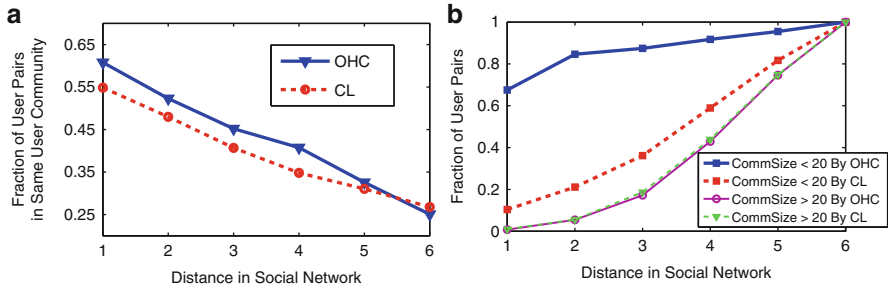 a
Fraction of User Pairs
in Same User Community
0.65
0.55
0.45
0.35
0.25
OHC
CL
1 2 3 4 5 6
Distance in Social Network
b
Fraction of User Pairs
1
0.8
0.6
0.4
0.2
0
CommSize < 20 By OHC
CommSize < 20 By CL
CommSize > 20 By OHC
CommSize > 20 By CL
1 2 3 4 5 6
Distance in Social Network